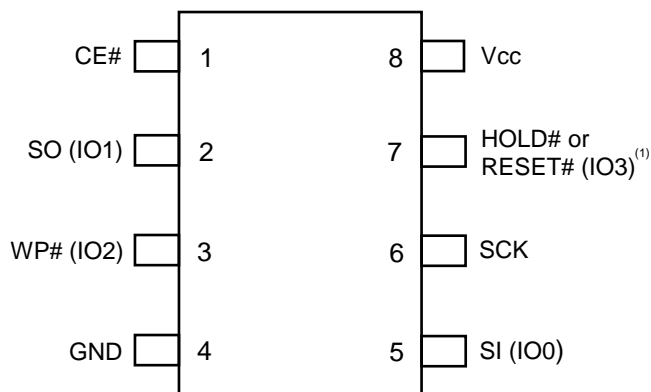 CE# 1 8 Vcc
SO (IO1) 2 7 HOLD# or
RESET# (IO3)(1)
WP# (IO2) 3 6 SCK
GND 4 5 SI (IO0)